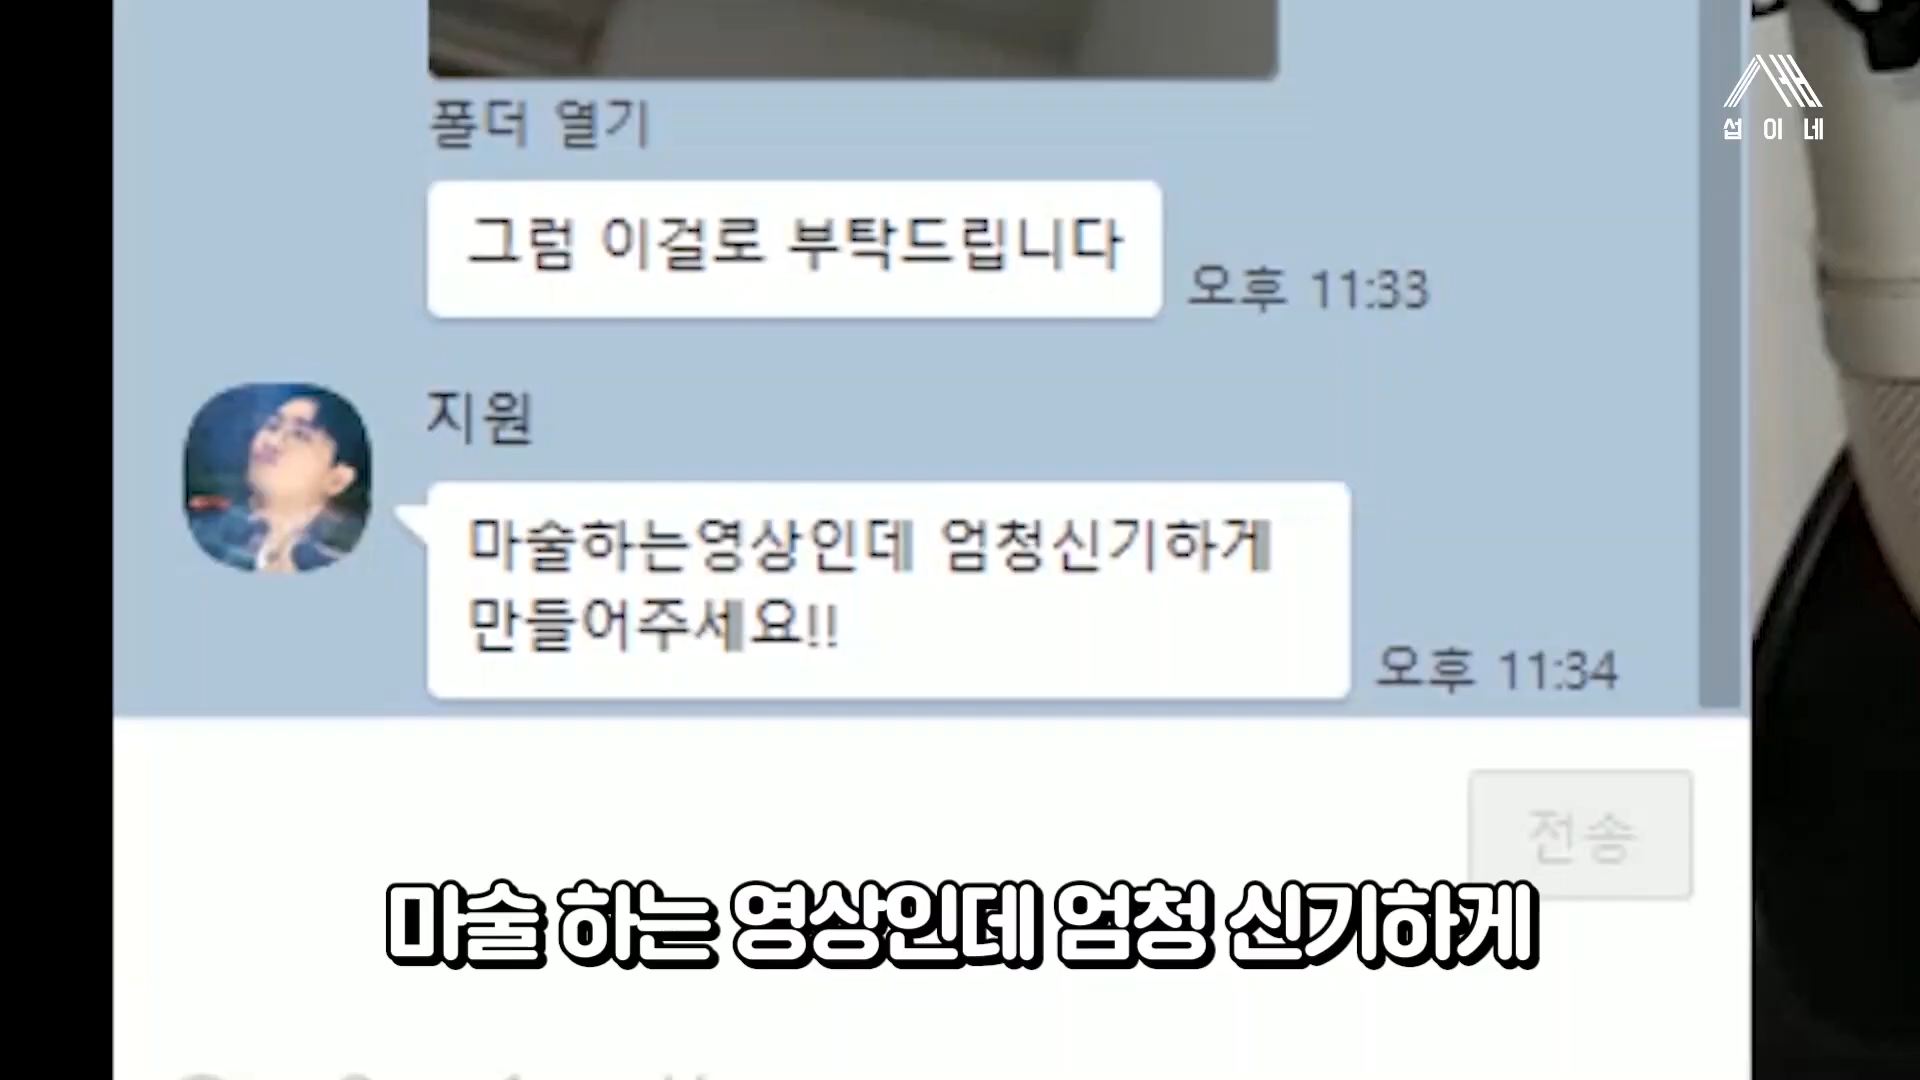 섭이네
폴더 열기
그럼 이걸로 부탁드립니다
오후 11:33
지원
마술하는영상인데 엄청신기하게
만들어주세요!!
오후 11:34
전송
마술 하는 영상인데 엄청 신기하게